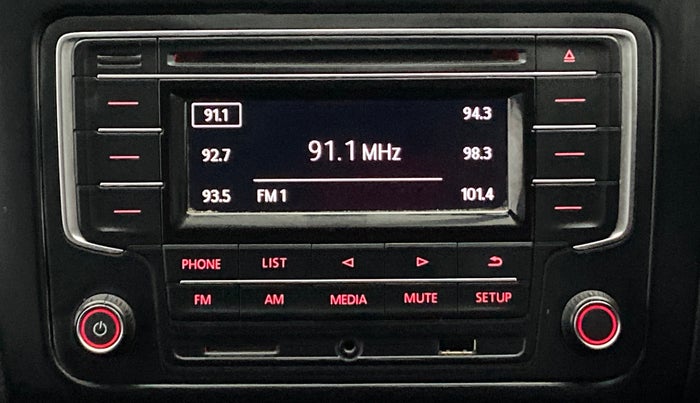 91.1 94.3
92.7 91.1 MHz 98.3
93.5 FM 1 101.4
PHONE LIST
FM AM MEDIA MUTE SETUP